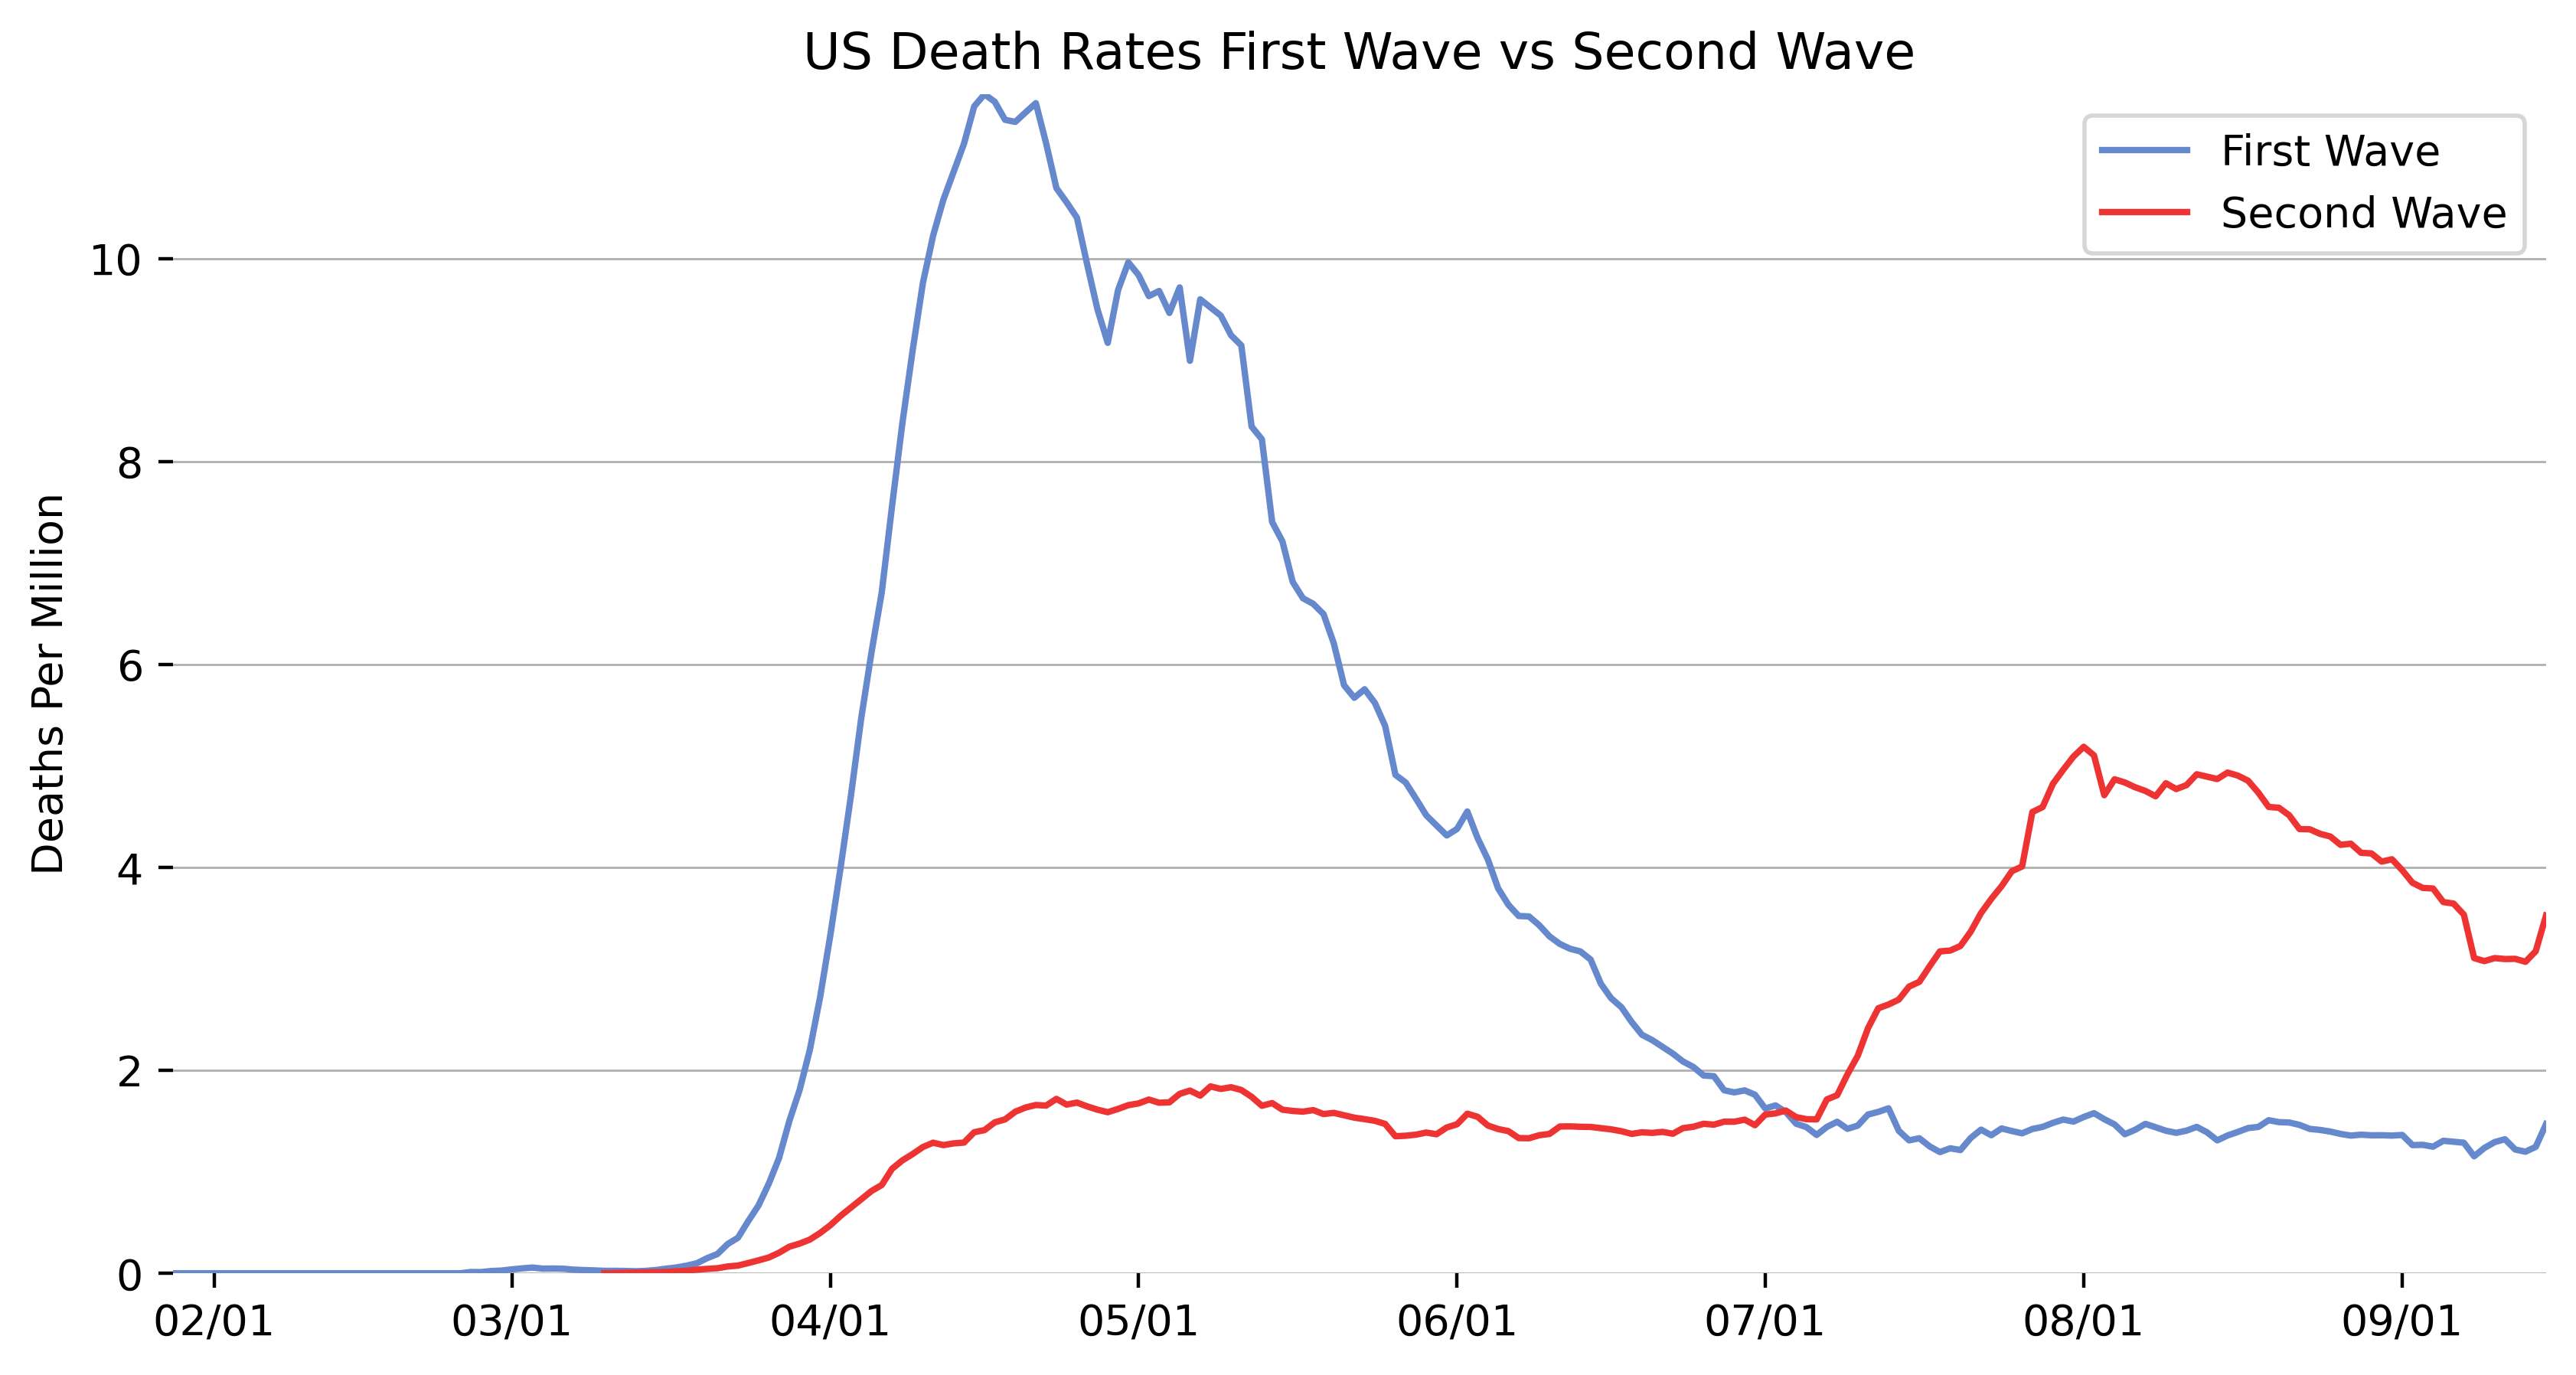 US Death Rates First Wave vs Second Wave
First Wave
Second Wave
Deaths Per Million
10
8
6
4
2
0
02/01 03/01 04/01 05/01 06/01 07/01 08/01 09/01